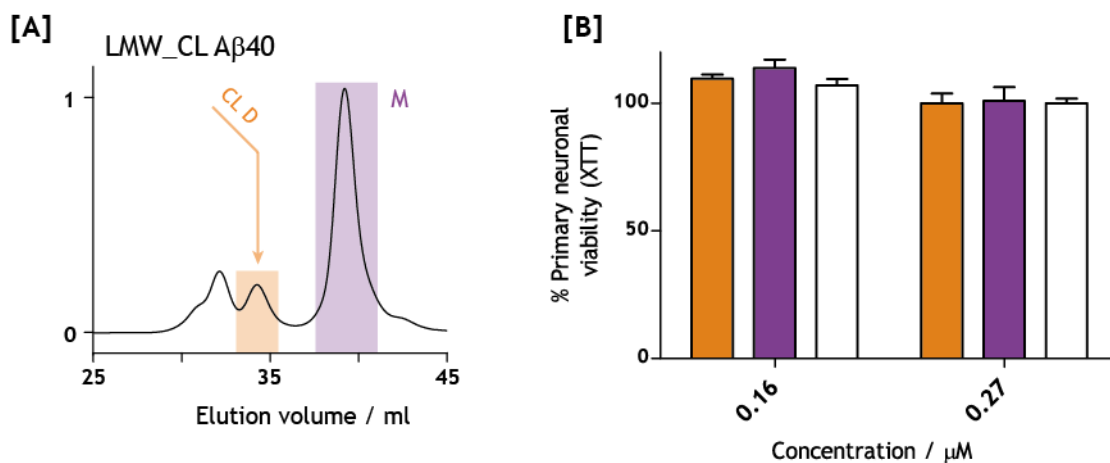 [A]
LMW_CL Aβ40
1
CL D
M
0
25
35
45
Elution volume / ml
[B]
% Primary neuronal
viability (XTT)
100
50
0
0.16
0.27
Concentration / μM